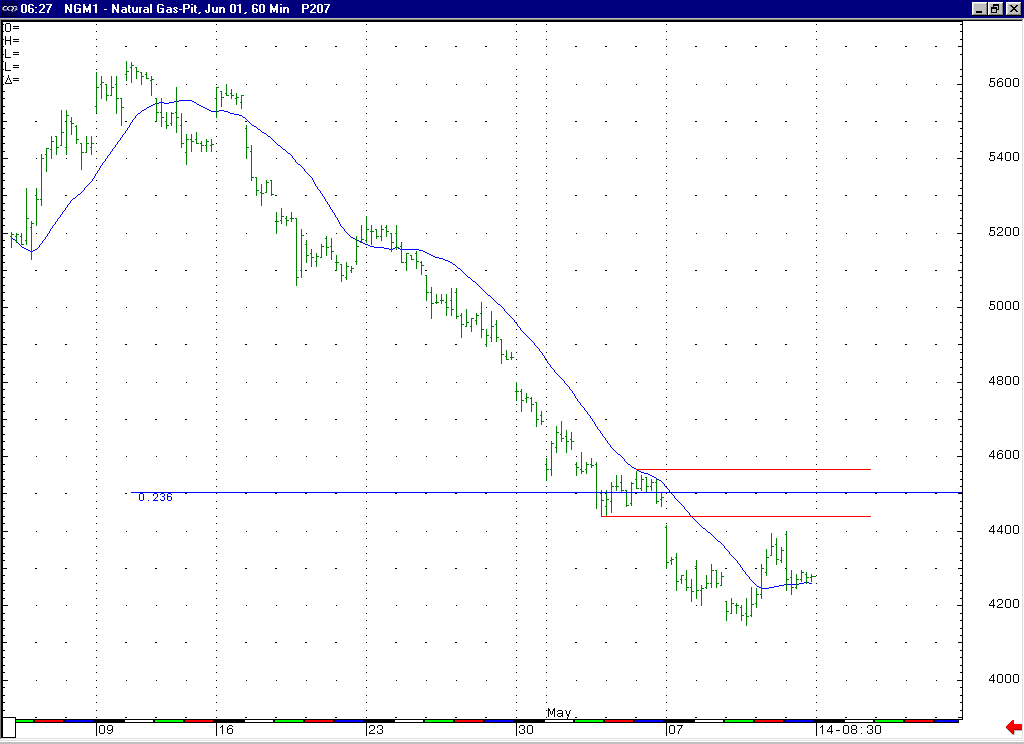 CQG 06:27 NGM1 - Natural Gas-Pit, Jun 01, 60 Min P207
O=
H=
L=
L=
Δ=
5600
5400
5200
5000
4800
4600
0.236
4400
4200
4000
May
09 16 23 30 07 14-08:30